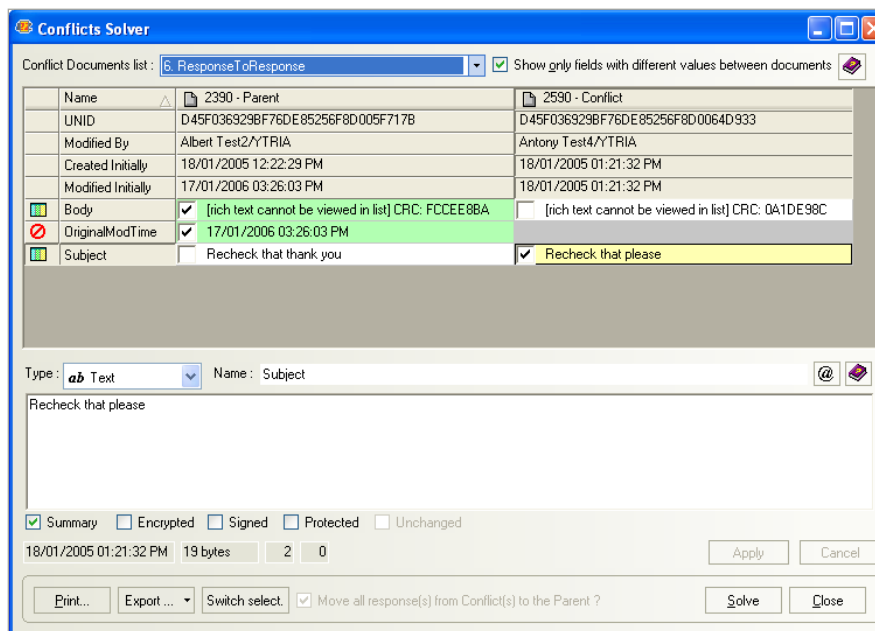 Conflicts Solver
Conflict Documents list : 6. ResponseToResponse Show only fields with different values between documents
Name 2390 - Parent 2590 - Conflict
UNID D45F036929BF76DE85256F8D005F717B D45F036929BF76DE85256F8D0064D933
Modified By Albert Test2/YTRIA Antony Test4/YTRIA
Created Initially 18/01/2005 12:22:29 PM 18/01/2005 01:21:32 PM
Modified Initially 17/01/2006 03:26:03 PM 18/01/2005 01:21:32 PM
Body [rich text cannot be viewed in list] CRC: FCCEE8BA [rich text cannot be viewed in list] CRC: 0A1DE98C
OriginalModTime 17/01/2006 03:26:03 PM
Subject Recheck that thank you Recheck that please
Type : ab Text Name : Subject @
Recheck that please
Summary Encrypted Signed Protected Unchanged
18/01/2005 01:21:32 PM 19 bytes 2 0 Apply Cancel
Print... Export ... Switch select. Move all response(s) from Conflict(s) to the Parent ? Solve Close